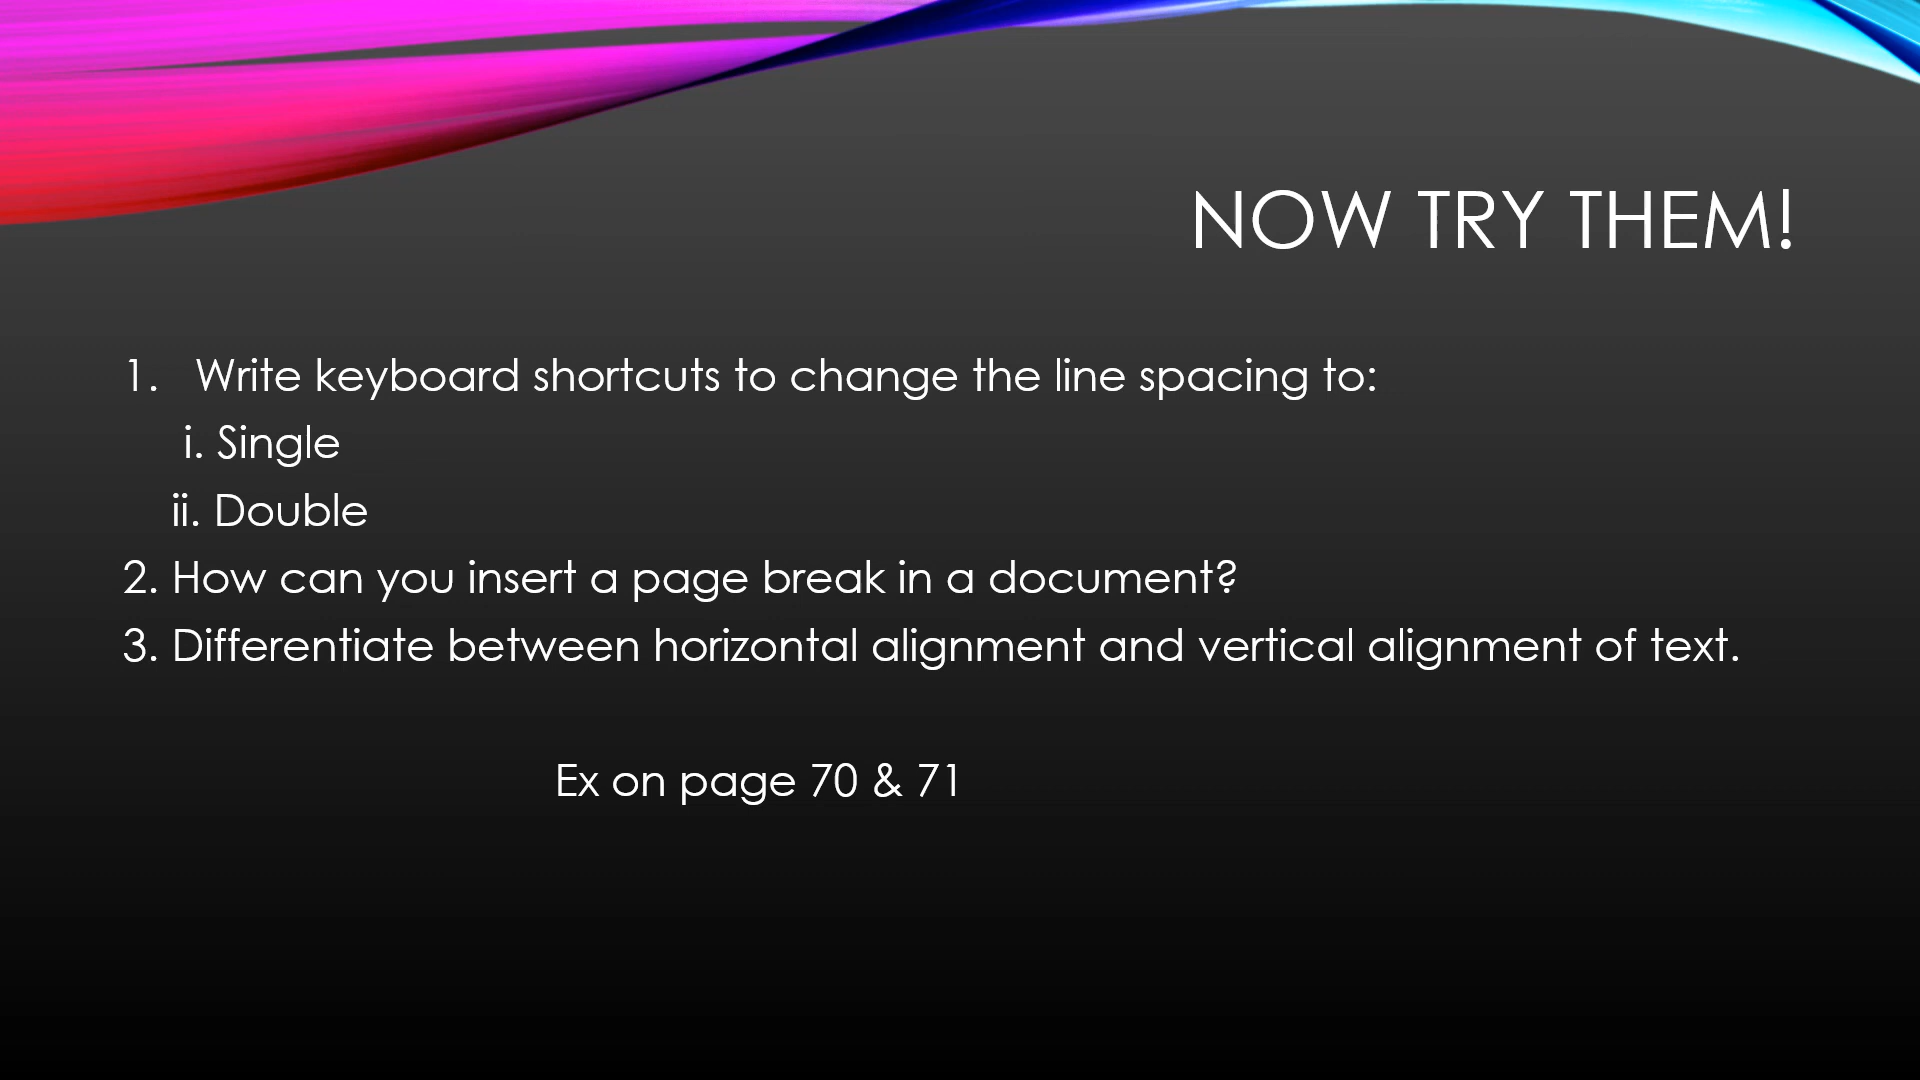 NOW TRY THEM!
1. Write keyboard shortcuts to change the line spacing to:
i. Single
ii. Double
2. How can you insert a page break in a document?
3. Differentiate between horizontal alignment and vertical alignment of text.
Ex on page 70 & 71